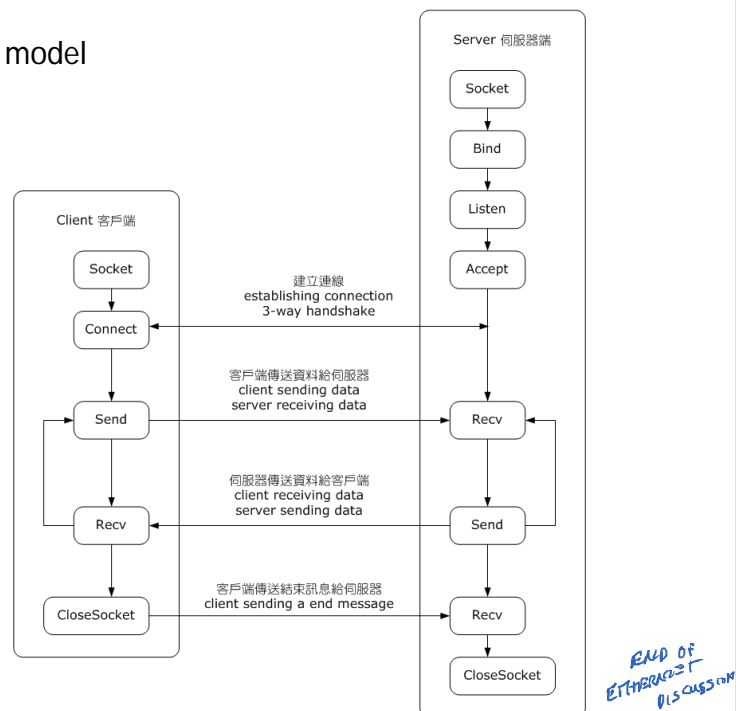 model
Server 伺服器端
Socket
Bind
Listen
Accept
Client 客戶端
Socket
Connect
建立連線
establishing connection
3-way handshake
客戶端傳送資料給伺服器
client sending data
server receiving data
Send
Recv
伺服器傳送資料給客戶端
client receiving data
server sending data
Recv
Send
客戶端傳送結束訊息給伺服器
client sending a end message
CloseSocket
Recv
CloseSocket
END OF
ETHERNET
DISCUSSION